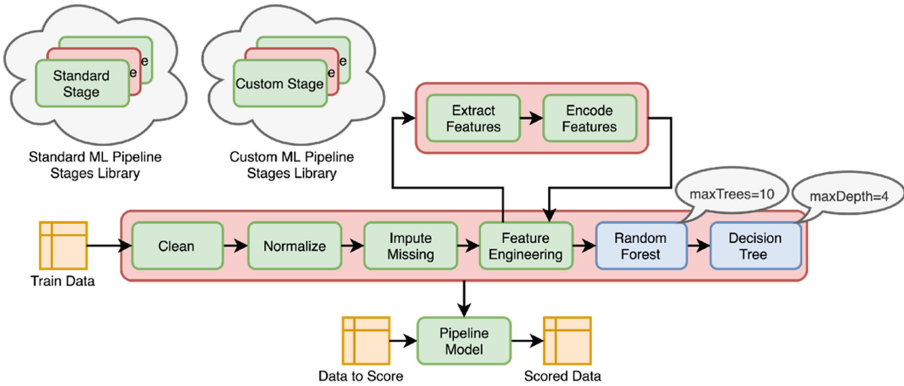 Standard
Stage
e
e
Custom Stage
e
e
Standard ML Pipeline
Stages Library
Custom ML Pipeline
Stages Library
Extract
Features
Encode
Features
maxTrees=10
maxDepth=4
Clean
Normalize
Impute
Missing
Feature
Engineering
Random
Forest
Decision
Tree
Train Data
Pipeline
Model
Data to Score
Scored Data